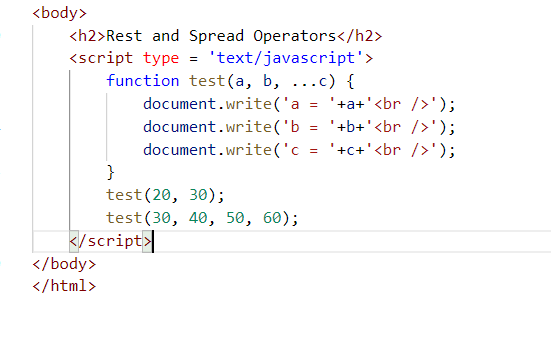 <body>
<h2>Rest and Spread Operators</h2>
<script type = 'text/javascript'>
function test(a, b, ...c) {
document.write('a = '+a+'<br />');
document.write('b = '+b+'<br />');
document.write('c = '+c+'<br />');
}
test(20, 30);
test(30, 40, 50, 60);
</script>
</body>
</html>